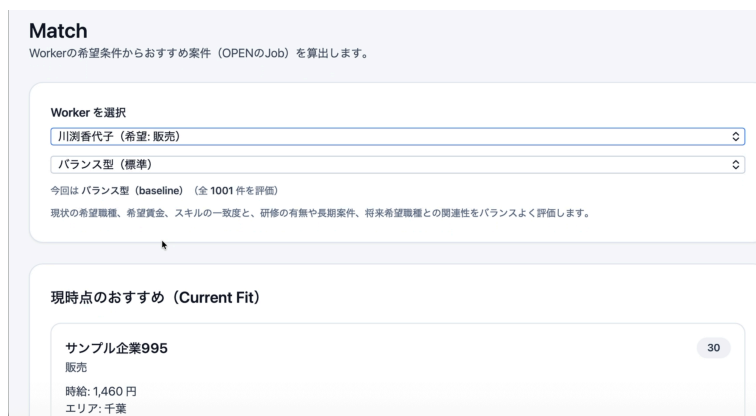 Match
Workerの希望条件からおすすめ案件（OPENのJob）を算出します。
Worker を選択
川渕香代子（希望: 販売）
バランス型（標準）
今回は バランス型（baseline）（全 1001 件を評価）
現状の希望職種、希望賃金、スキルの一致度と、研修の有無や長期案件、将来希望職種との関連性をバランスよく評価します。
現時点のおすすめ（Current Fit）
サンプル企業995
30
販売
時給: 1,460 円
エリア: 千葉